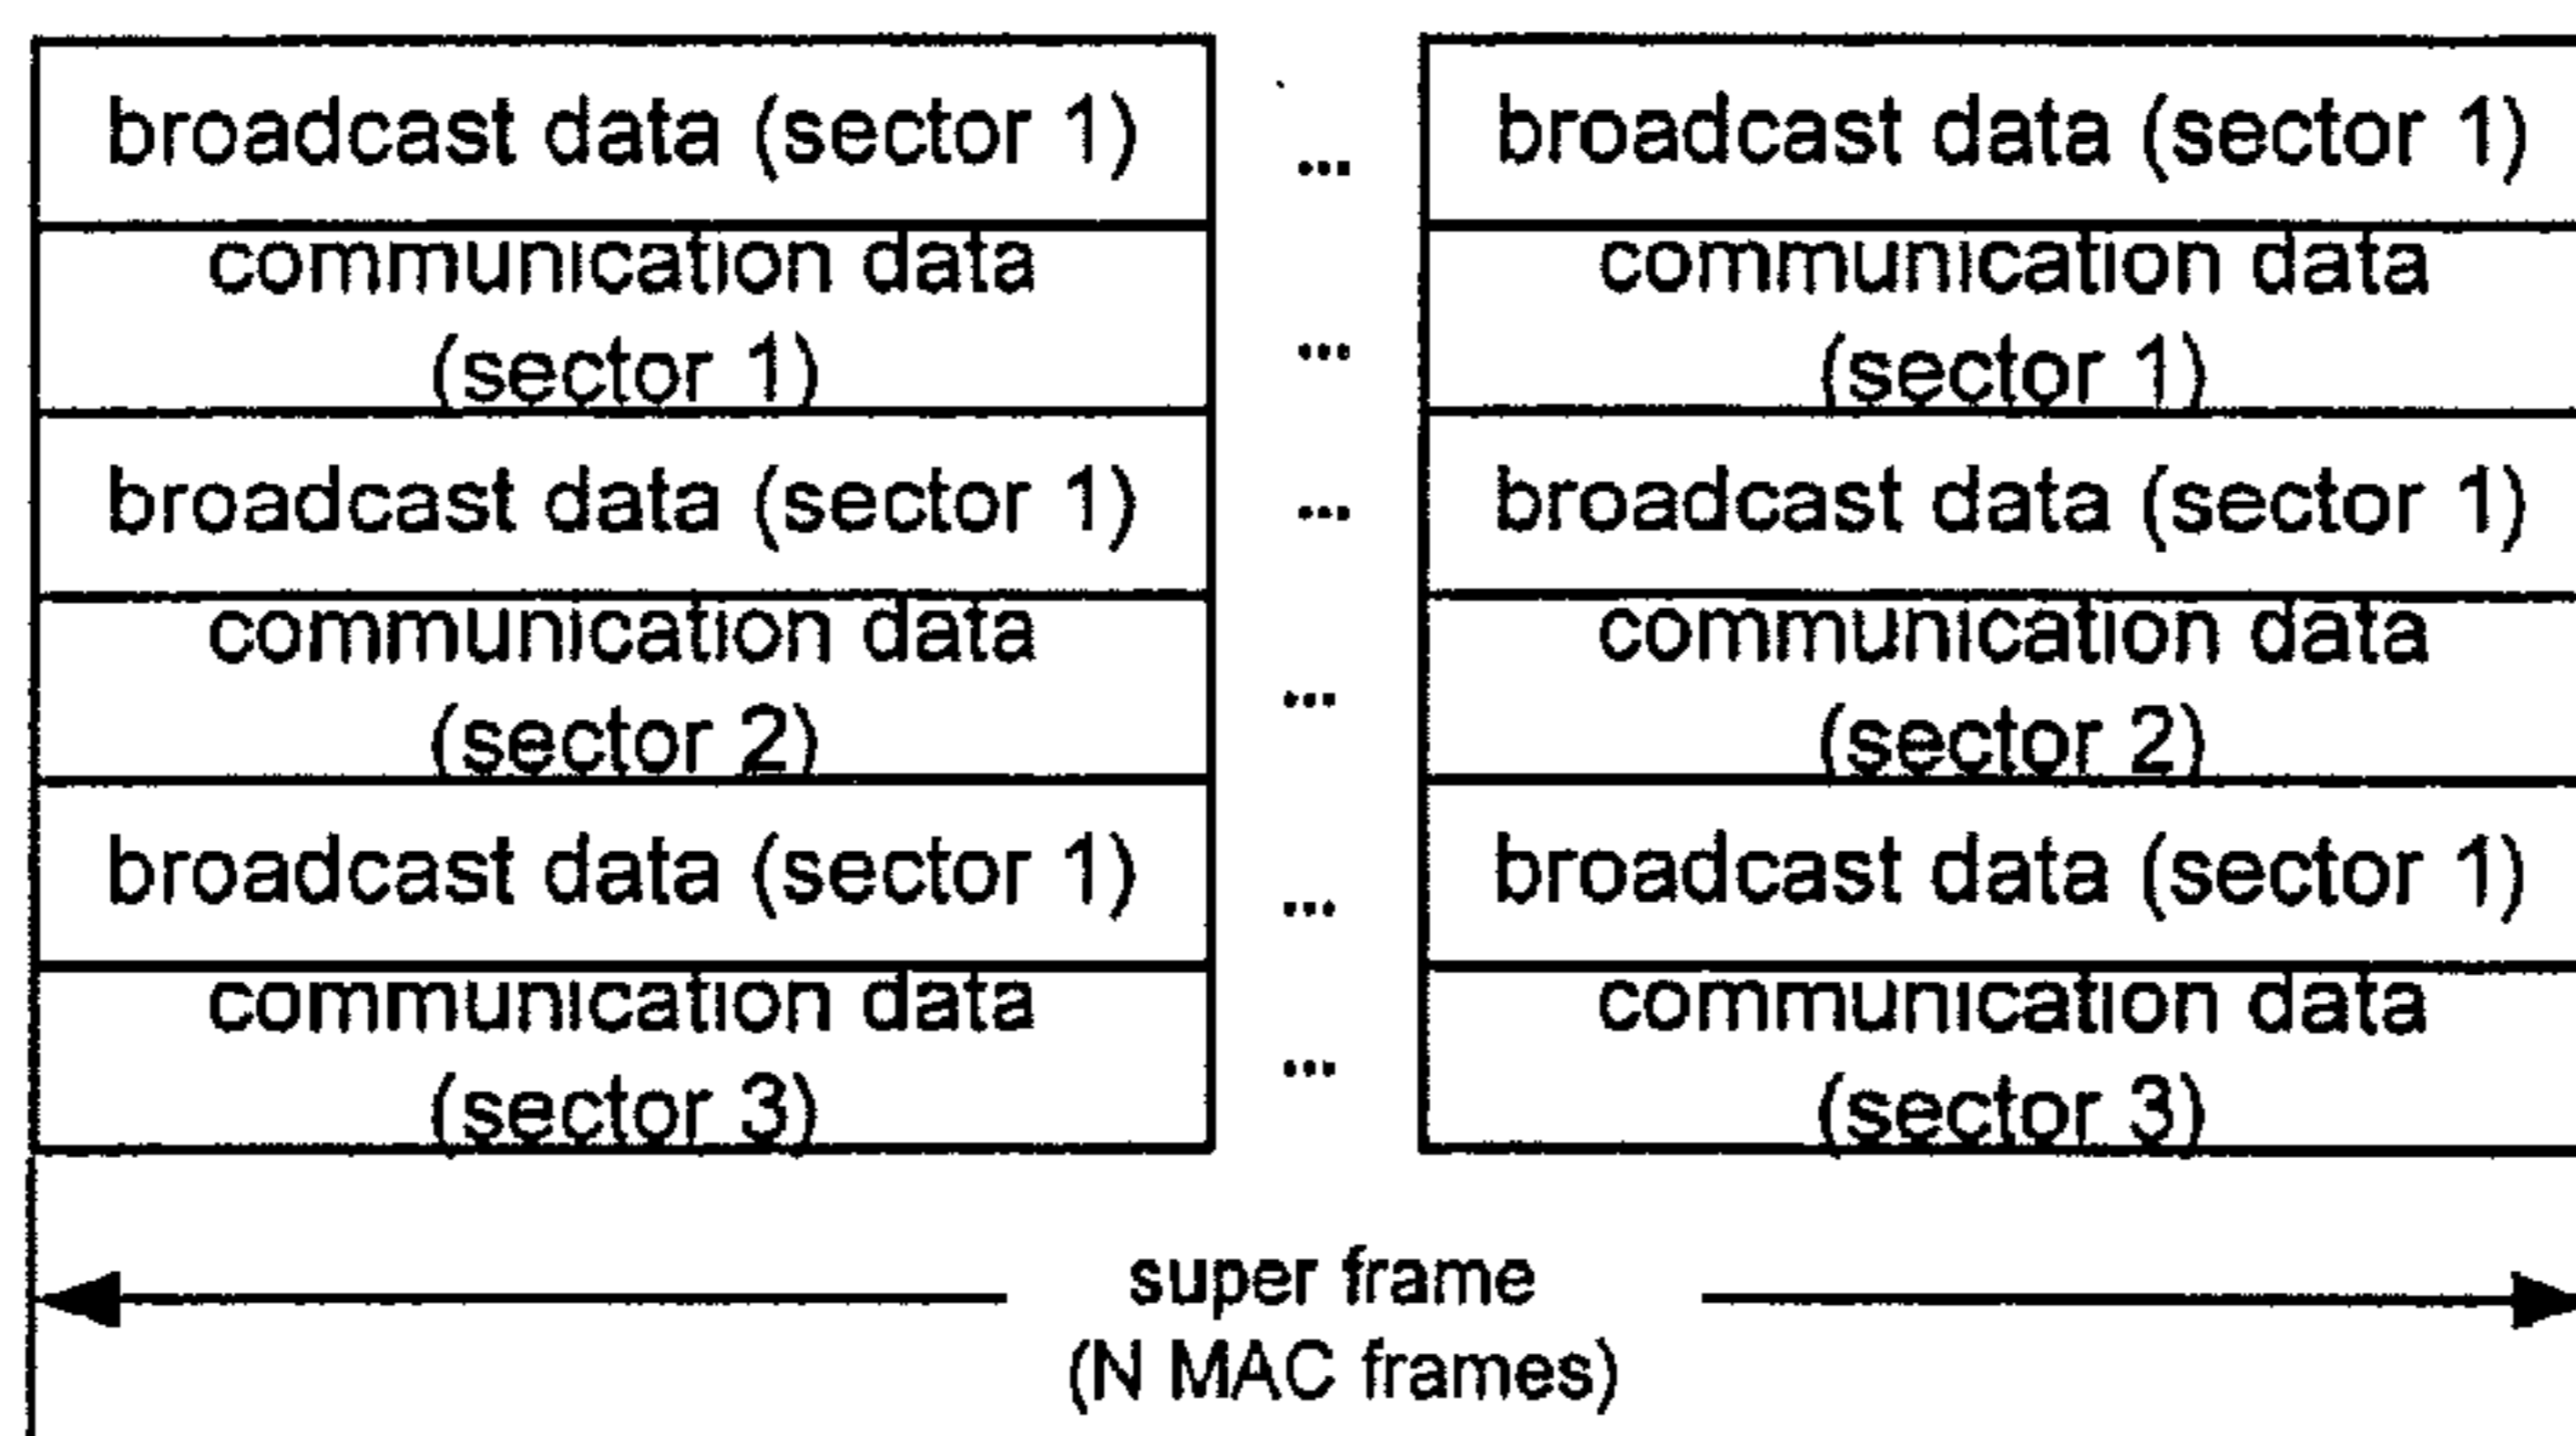 broadcast data (sector 1) ... broadcast data (sector 1)
communication data ... communication data
(sector 1) (sector 1)
broadcast data (sector 1) ... broadcast data (sector 1)
communication data ... communication data
(sector 2) (sector 2)
broadcast data (sector 1) ... broadcast data (sector 1)
communication data ... communication data
(sector 3) (sector 3)
super frame
(N MAC frames)